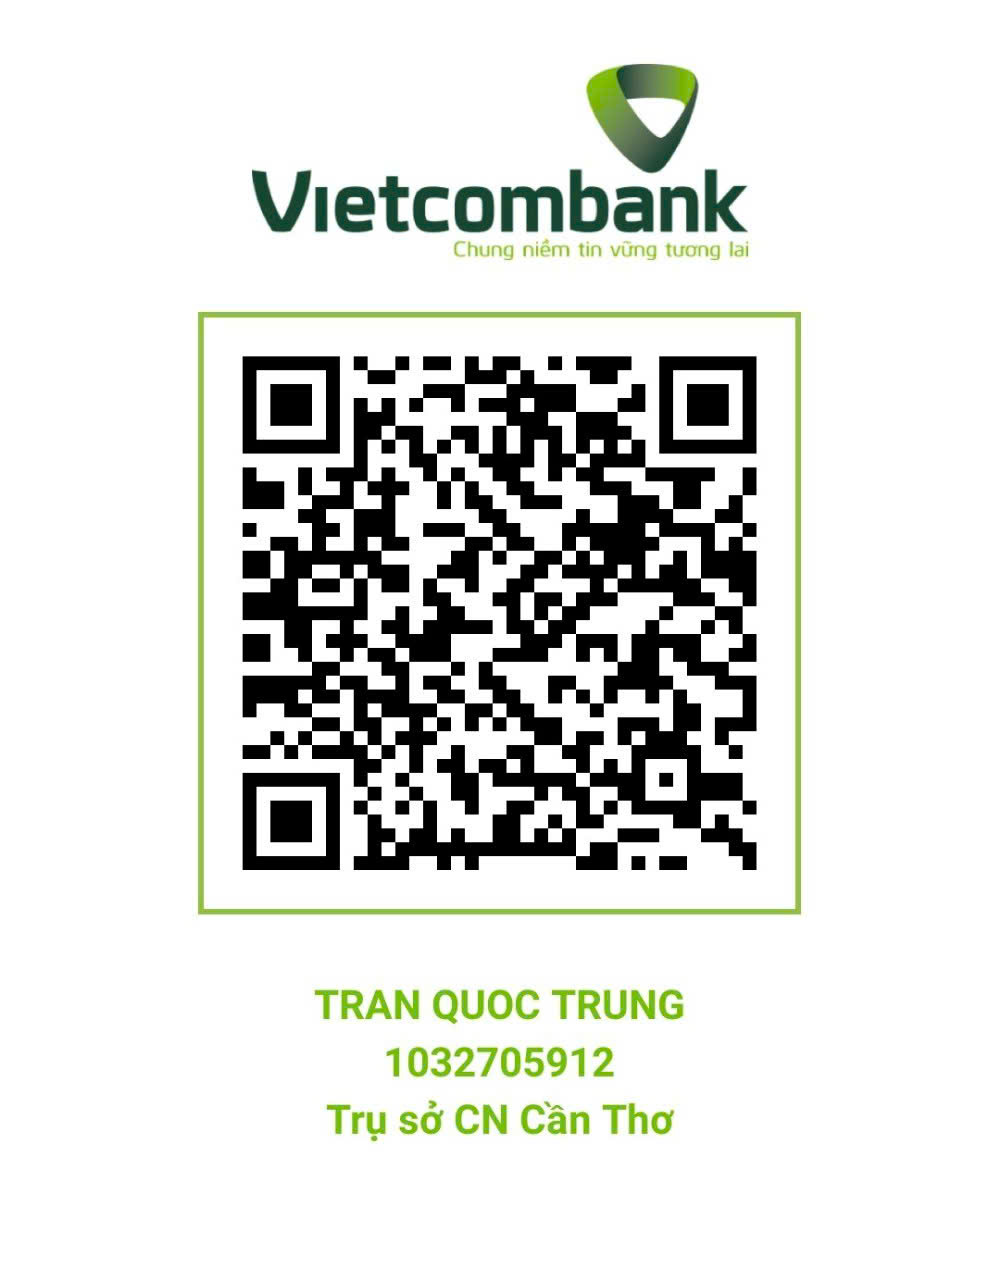 Vietcombank
Chung niềm tin vững tương lai
TRAN QUOC TRUNG
1032705912
Trụ sở CN Cần Thơ